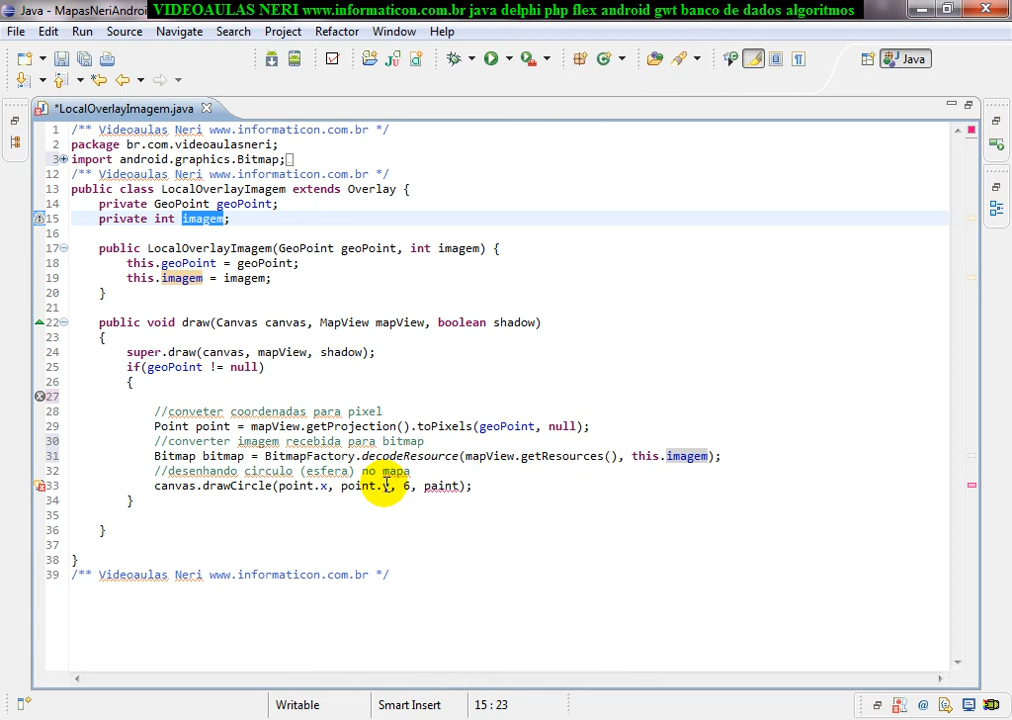 Java - MapasNeriAndroi
VIDEOAULAS NERI www.informaticon.com.br java delphi php flex android gwt banco de dados algoritmos
File Edit Run Source Navigate Search Project Refactor Window Help
Java
*LocalOverlayImagem.java
1 /** Videoaulas Neri www.informaticon.com.br */
2 package br.com.videoaulasneri;
3 import android.graphics.Bitmap;
12 /** Videoaulas Neri www.informaticon.com.br */
13 public class LocalOverlayImagem extends Overlay {
14 private GeoPoint geoPoint;
15 private int imagem;
16
17 public LocalOverlayImagem(GeoPoint geoPoint, int imagem) {
18 this.geoPoint = geoPoint;
19 this.imagem = imagem;
20 }
21
22 public void draw(Canvas canvas, MapView mapView, boolean shadow)
23 {
24 super.draw(canvas, mapView, shadow);
25 if(geoPoint != null)
26 {
27
28 //conveter coordenadas para pixel
29 Point point = mapView.getProjection().toPixels(geoPoint, null);
30 //converter imagem recebida para bitmap
31 Bitmap bitmap = BitmapFactory.decodeResource(mapView.getResources(), this.imagem);
32 //desenhando circulo (esfera) no mapa
33 canvas.drawCircle(point.x, point.y, 6, paint);
34 }
35
36 }
37
38 }
39 /** Videoaulas Neri www.informaticon.com.br */
Writable Smart Insert 15 : 23